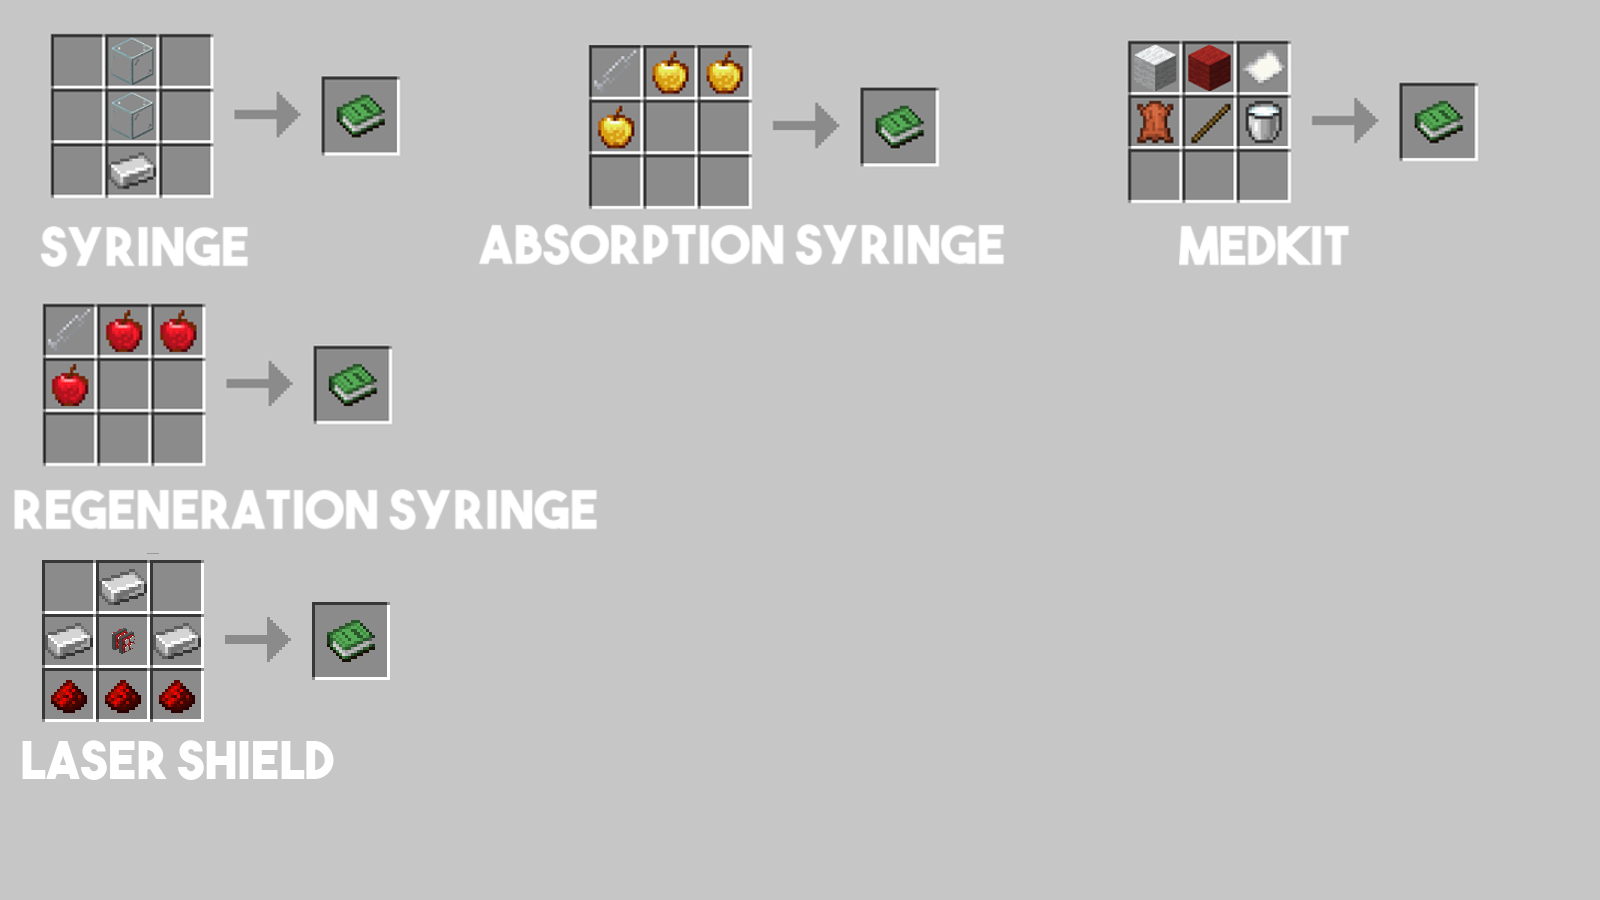 SYRINGE
ABSORPTION SYRINGE
MEDKIT
REGENERATION SYRINGE
LASER SHIELD